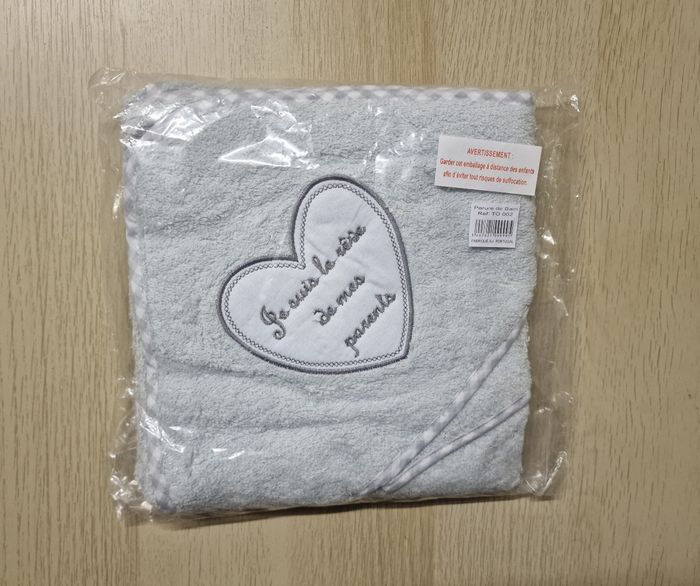 AVERTISSEMENT :
Garder cet emballage à distance des enfants
afin d'éviter tout risques de suffocation.
Parure de Bain
Ref: TO 002
FABRIQUÉ AU PORTUGAL
Je suis le rêve
de mes
parents